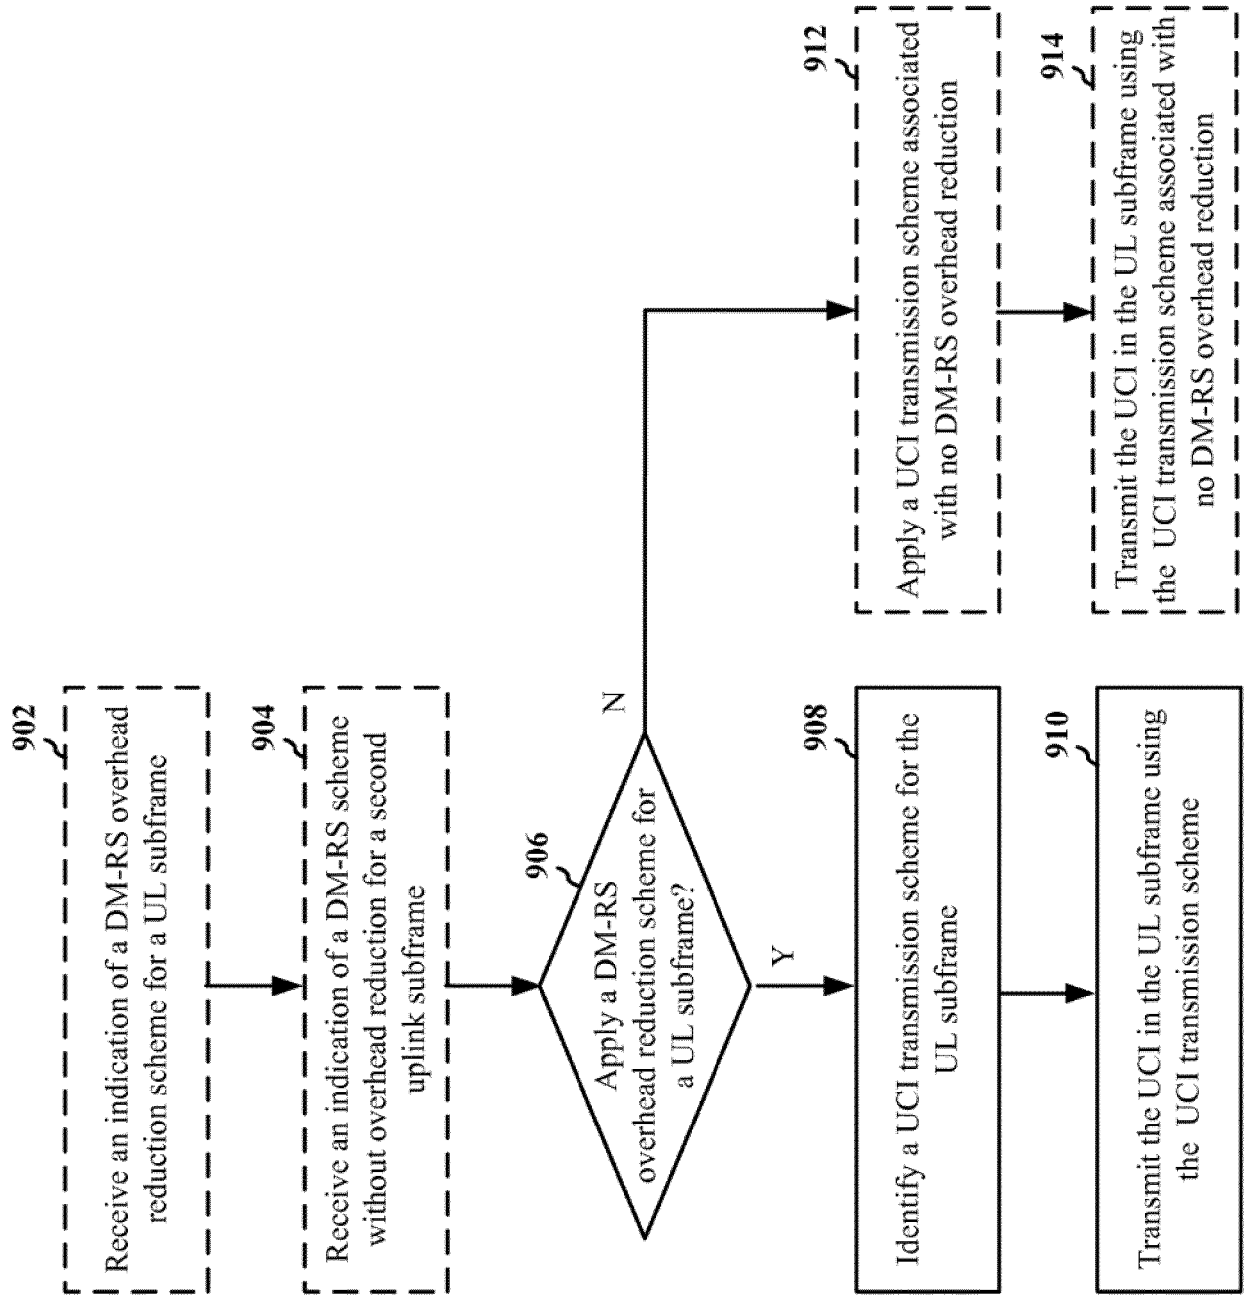 902
Receive an indication of a DM-RS overhead
reduction scheme for a UL subframe
904
Receive an indication of a DM-RS scheme
without overhead reduction for a second
uplink subframe
906
Apply a DM-RS
overhead reduction scheme for
a UL subframe?
N
Y
908
Identify a UCI transmission scheme for the
UL subframe
910
Transmit the UCI in the UL subframe using
the UCI transmission scheme
912
Apply a UCI transmission scheme associated
with no DM-RS overhead reduction
914
Transmit the UCI in the UL subframe using
the UCI transmission scheme associated with
no DM-RS overhead reduction